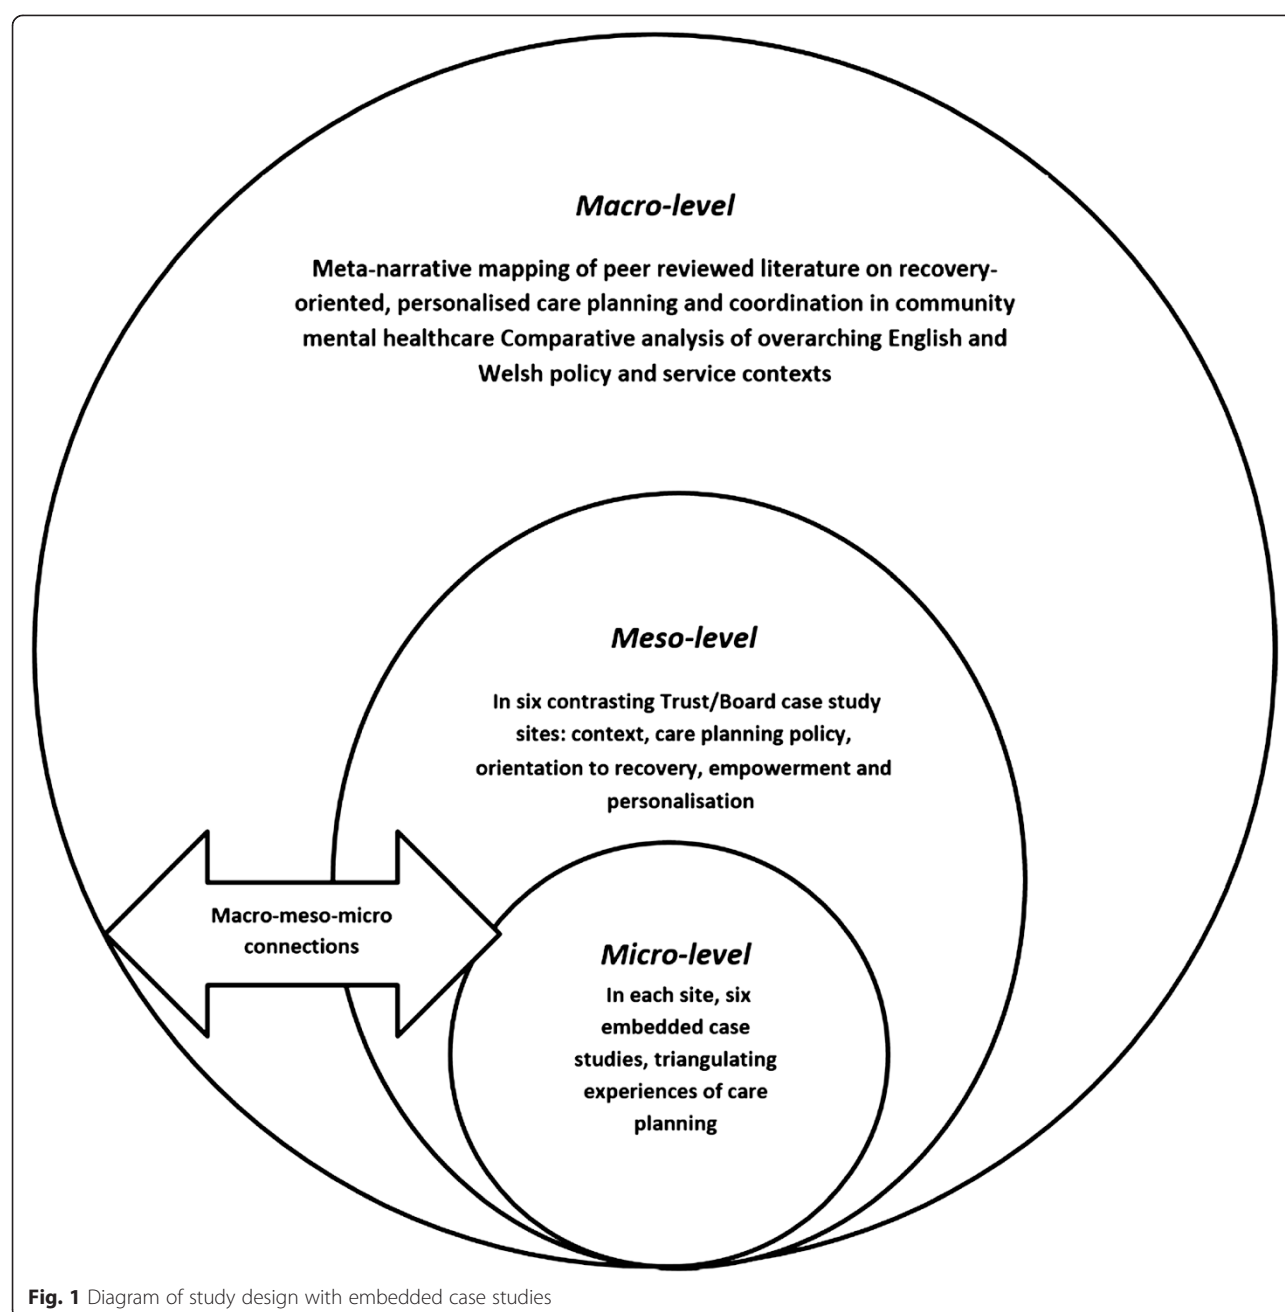 Macro-level
Meta-narrative mapping of peer reviewed literature on recovery-
oriented, personalised care planning and coordination in community
mental healthcare Comparative analysis of overarching English and
Welsh policy and service contexts
Meso-level
In six contrasting Trust/Board case study
sites: context, care planning policy,
orientation to recovery, empowerment and
personalisation
Macro-meso-micro
connections
Micro-level
In each site, six
embedded case
studies, triangulating
experiences of care
planning
Fig. 1 Diagram of study design with embedded case studies